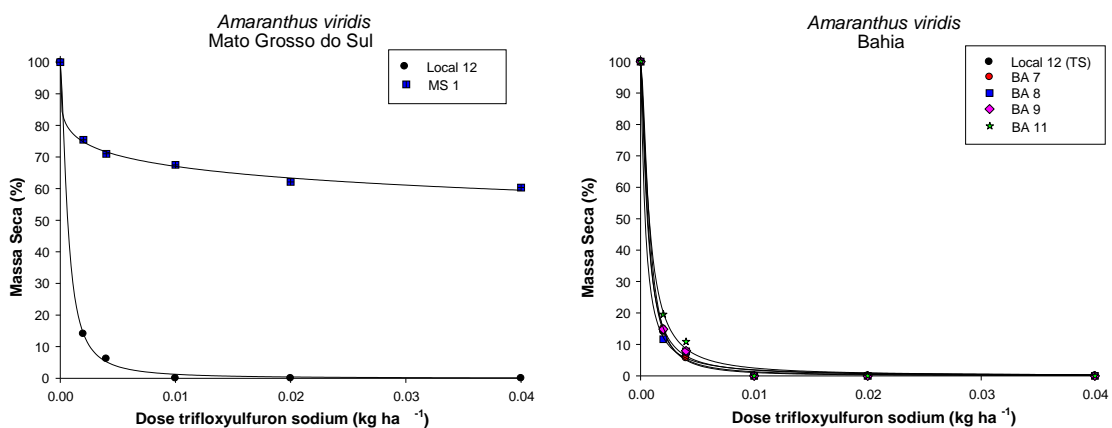 Amaranthus viridis
Mato Grosso do Sul
Local 12
MS 1
100
90
80
70
60
50
40
30
20
10
0
Massa Seca (%)
0.00
0.01
0.02
0.03
0.04
Dose trifloxyulfuron sodium (kg ha ⁻¹)
Amaranthus viridis
Bahia
Local 12 (TS)
BA 7
BA 8
BA 9
BA 11
100
90
80
70
60
50
40
30
20
10
0
Massa Seca (%)
0.00
0.01
0.02
0.03
0.04
Dose trifloxyulfuron sodium (kg ha ⁻¹)